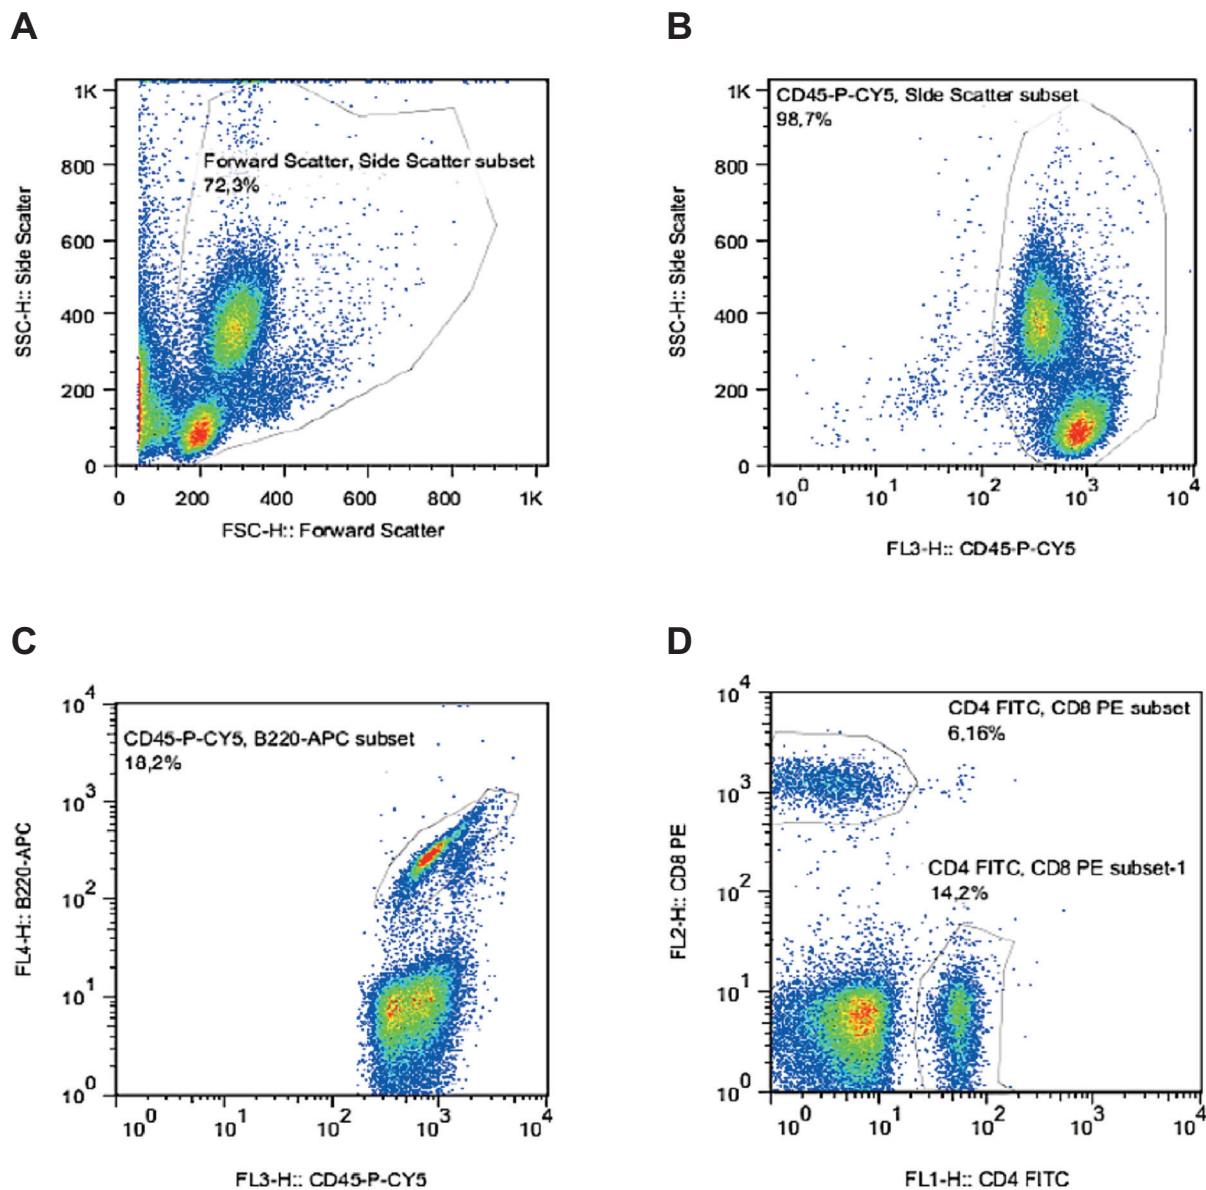 A
1K
800
600
400
200
0
SSC-H:: Side Scatter
Forward Scatter, Side Scatter subset
72,3%
0 200 400 600 800 1K
FSC-H:: Forward Scatter
B
1K
800
600
400
200
0
SSC-H:: Side Scatter
CD45-P-CY5, Side Scatter subset
98,7%
10^0 10^1 10^2 10^3 10^4
FL3-H:: CD45-P-CY5
C
10^4
10^3
10^2
10^1
10^0
FL4-H:: B220-APC
CD45-P-CY5, B220-APC subset
18,2%
10^0 10^1 10^2 10^3 10^4
FL3-H:: CD45-P-CY5
D
10^4
10^3
10^2
10^1
10^0
FL2-H:: CD8 PE
CD4 FITC, CD8 PE subset
6,16%
CD4 FITC, CD8 PE subset-1
14,2%
10^0 10^1 10^2 10^3 10^4
FL1-H:: CD4 FITC